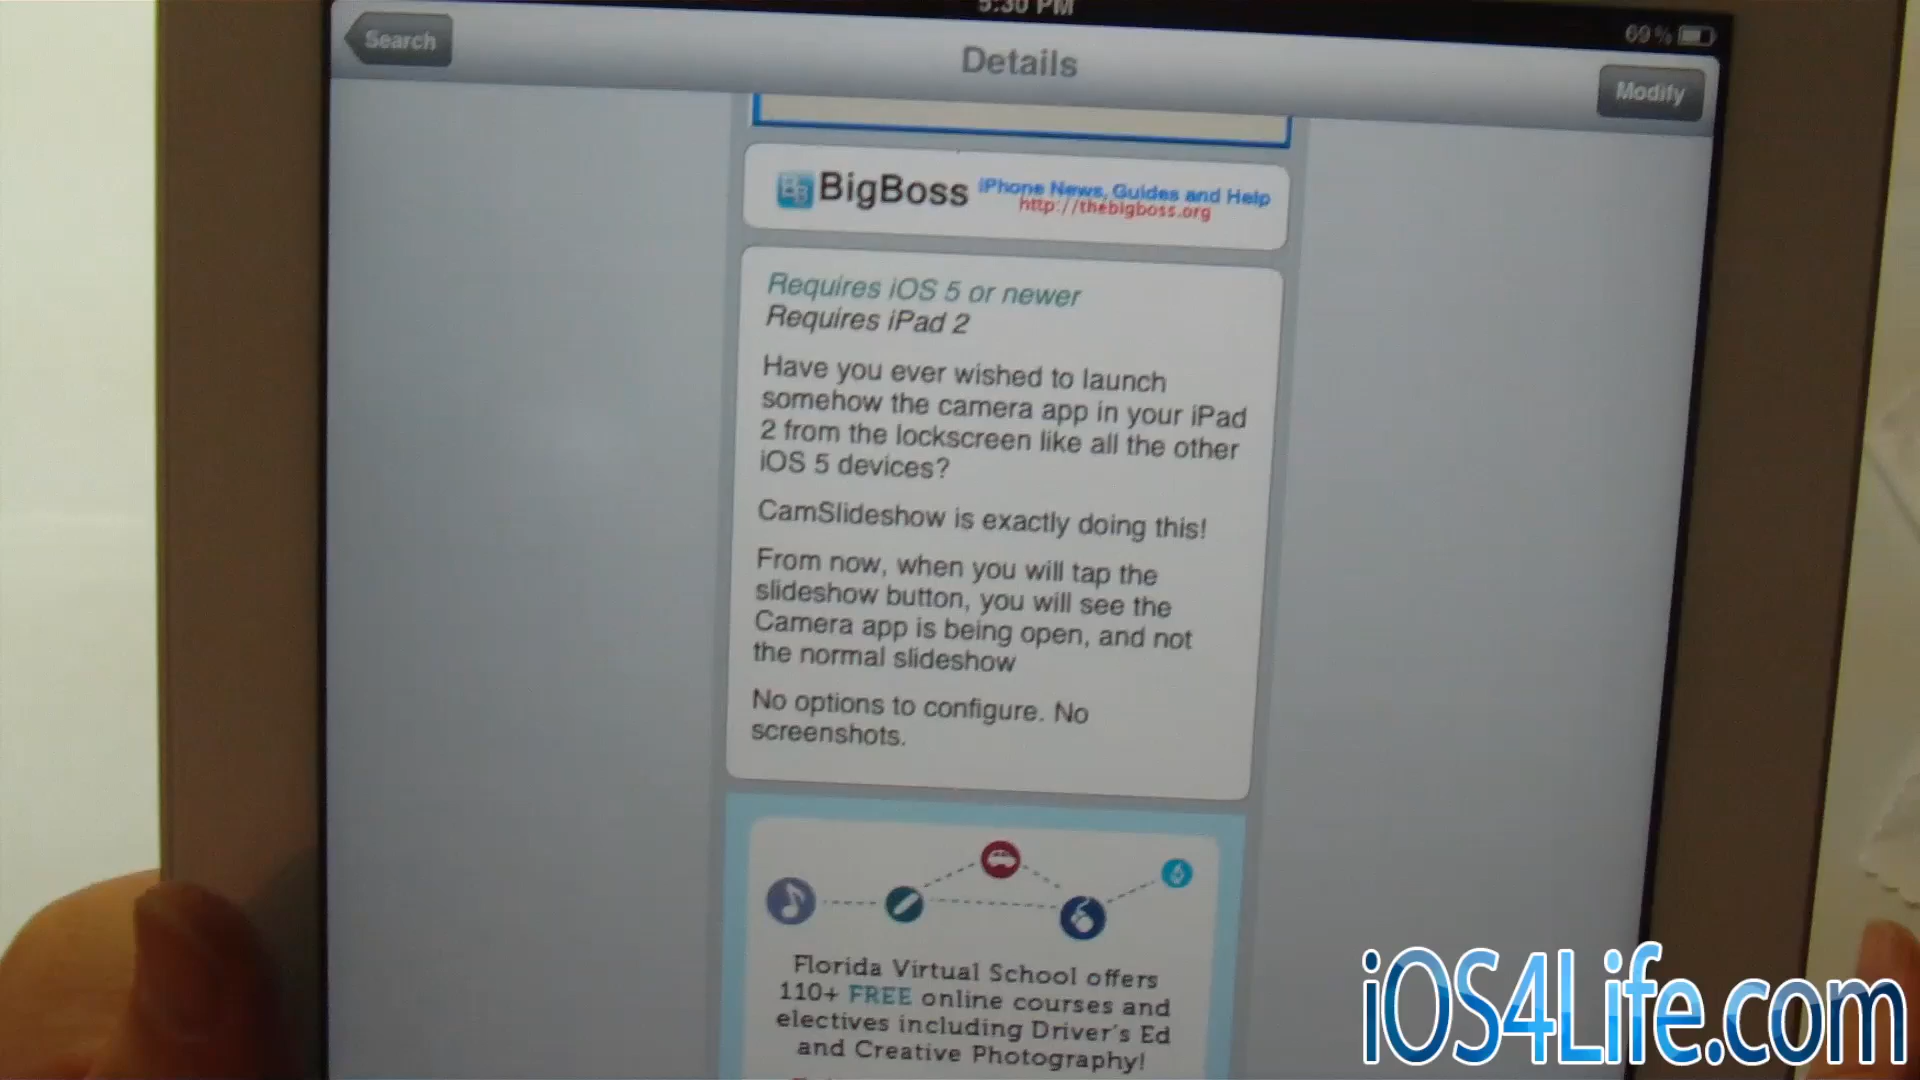 5:30 PM
69%
Search
Details
Modify
BigBoss
iPhone News, Guides and Help
http://thebigboss.org
Requires iOS 5 or newer
Requires iPad 2
Have you ever wished to launch
somehow the camera app in your iPad
2 from the lockscreen like all the other
iOS 5 devices?
CamSlideshow is exactly doing this!
From now, when you will tap the
slideshow button, you will see the
Camera app is being open, and not
the normal slideshow
No options to configure. No
screenshots.
Florida Virtual School offers
110+ FREE online courses and
electives including Driver's Ed
and Creative Photography!
iOS4Life.com